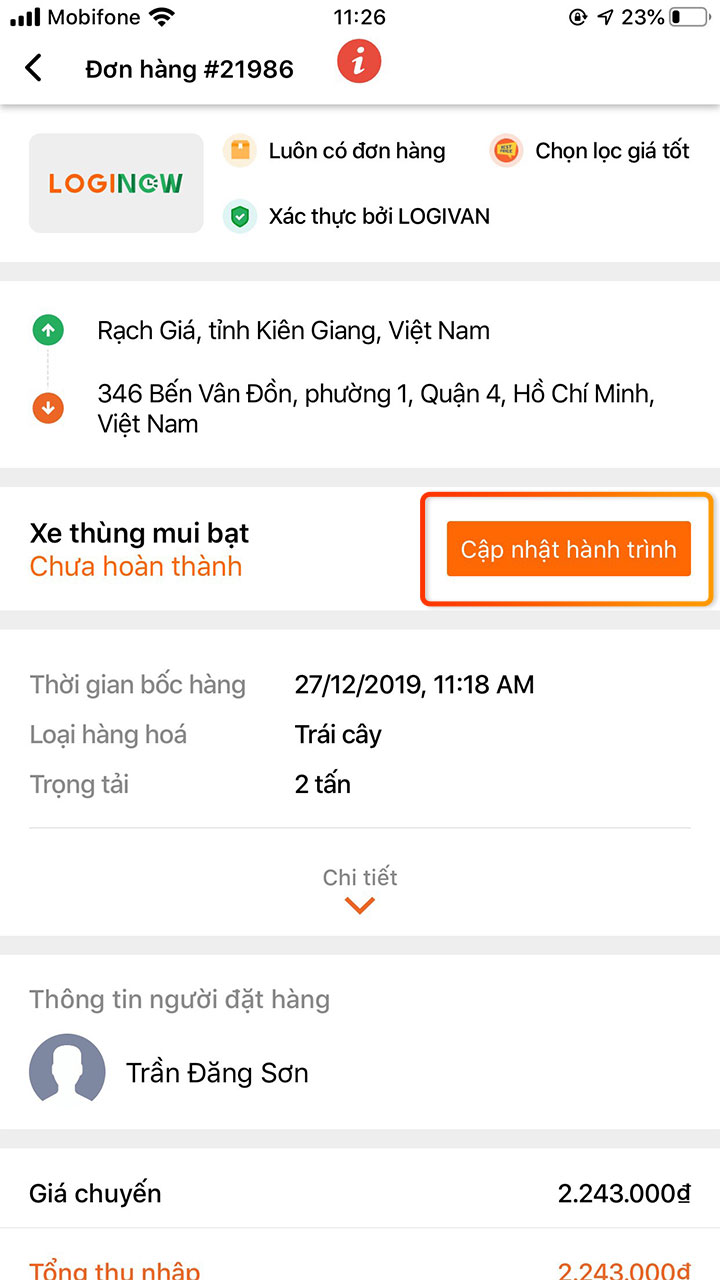 Mobifone 11:26 23%
Đơn hàng #21986
LOGINOW
Luôn có đơn hàng
BEST PRICE
Chọn lọc giá tốt
Xác thực bởi LOGIVAN
Rạch Giá, tỉnh Kiên Giang, Việt Nam
346 Bến Vân Đồn, phường 1, Quận 4, Hồ Chí Minh,
Việt Nam
Xe thùng mui bạt
Chưa hoàn thành
Cập nhật hành trình
Thời gian bốc hàng 27/12/2019, 11:18 AM
Loại hàng hoá Trái cây
Trọng tải 2 tấn
Chi tiết
Thông tin người đặt hàng
Trần Đăng Sơn
Giá chuyến 2.243.000₫
Tổng thu nhập 2.243.000₫